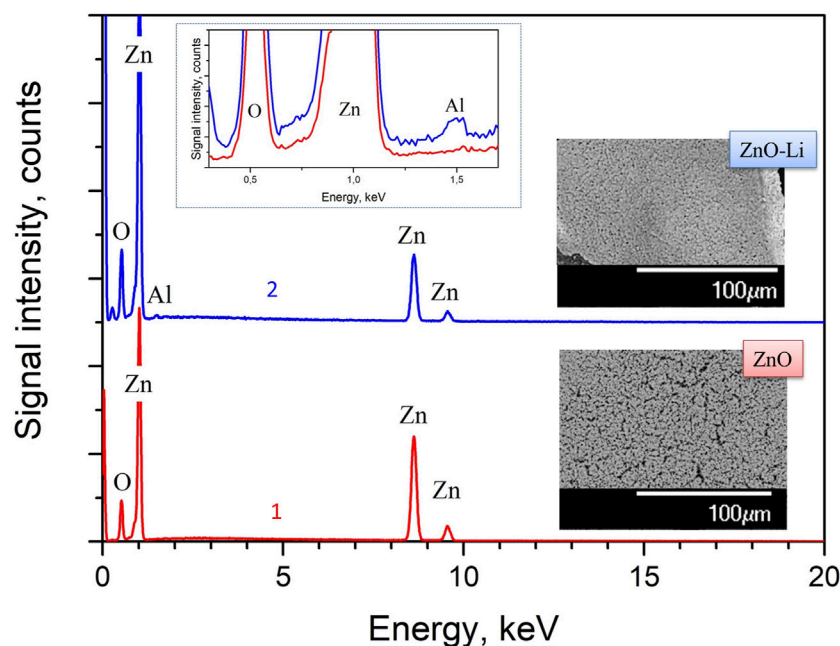 Signal intensity, counts
Zn
O
Al
2
Zn
Zn
Signal intensity, counts
O
Zn
Al
0,5
1,0
1,5
Energy, keV
ZnO-Li
100μm
Zn
O
1
Zn
Zn
ZnO
100μm
0
5
10
15
20
Energy, keV